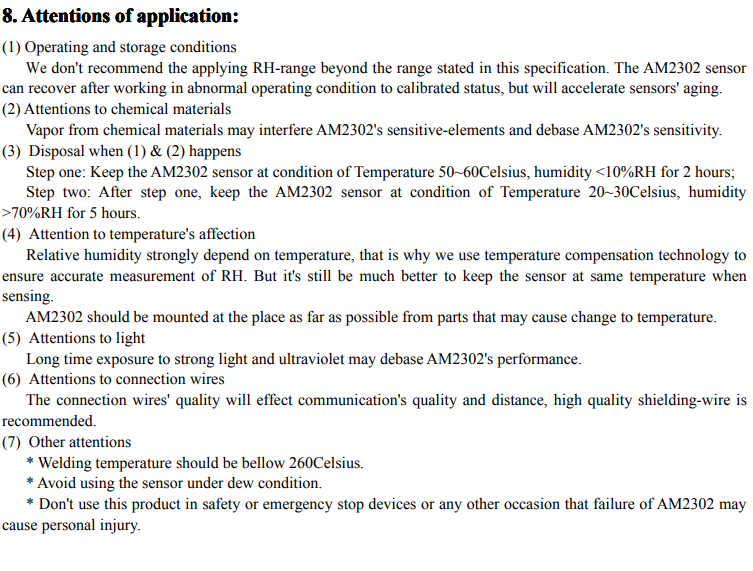 8. Attentions of application:
(1) Operating and storage conditions
We don't recommend the applying RH-range beyond the range stated in this specification. The AM2302 sensor
can recover after working in abnormal operating condition to calibrated status, but will accelerate sensors' aging.
(2) Attentions to chemical materials
Vapor from chemical materials may interfere AM2302's sensitive-elements and debase AM2302's sensitivity.
(3) Disposal when (1) & (2) happens
Step one: Keep the AM2302 sensor at condition of Temperature 50~60Celsius, humidity <10%RH for 2 hours;
Step two: After step one, keep the AM2302 sensor at condition of Temperature 20~30Celsius, humidity
>70%RH for 5 hours.
(4) Attention to temperature's affection
Relative humidity strongly depend on temperature, that is why we use temperature compensation technology to
ensure accurate measurement of RH. But it's still be much better to keep the sensor at same temperature when
sensing.
AM2302 should be mounted at the place as far as possible from parts that may cause change to temperature.
(5) Attentions to light
Long time exposure to strong light and ultraviolet may debase AM2302's performance.
(6) Attentions to connection wires
The connection wires' quality will effect communication's quality and distance, high quality shielding-wire is
recommended.
(7) Other attentions
* Welding temperature should be bellow 260Celsius.
* Avoid using the sensor under dew condition.
* Don't use this product in safety or emergency stop devices or any other occasion that failure of AM2302 may
cause personal injury.